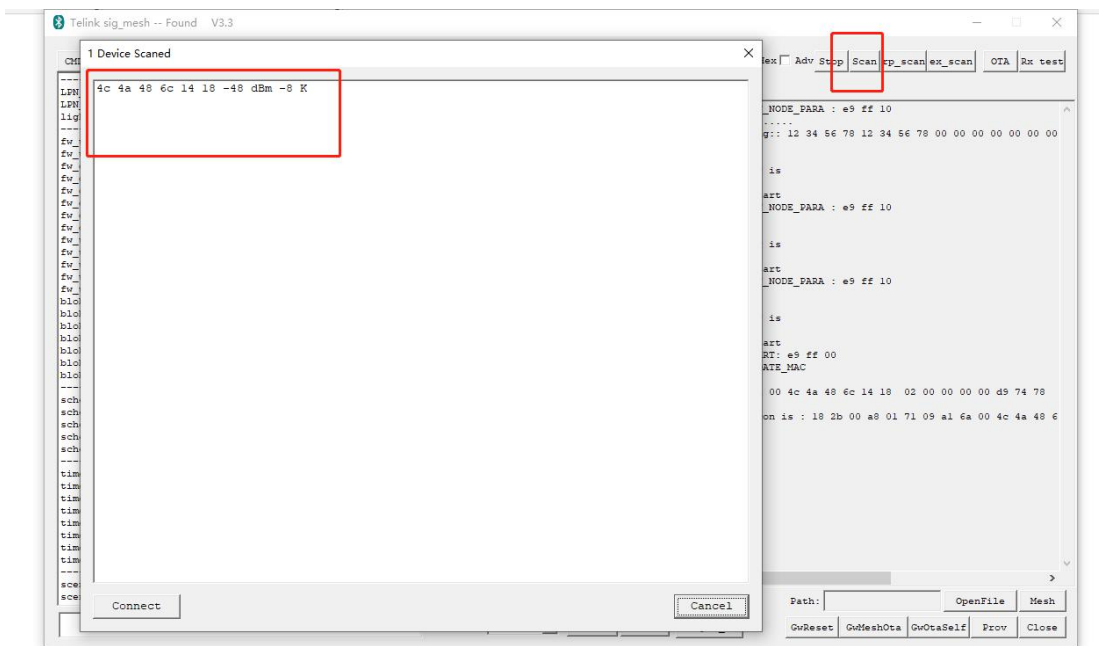 Telink sig_mesh -- Found V3.3
1 Device Scaned
4c 4a 48 6c 14 18 -48 dBm -8 K
Adv Stop Scan rp_scan ex_scan OTA Rx test
LPN
LPN
fw_
fw_
fw_
fw_
fw_
fw_
fw_
fw_
fw_
fw_
fw_
fw_
fw_
blo
blo
blo
blo
blo
blo
blo
sch
sch
sch
sch
sch
tim
tim
tim
tim
tim
tim
tim
tim
sce
sce
_NODE_PARA : e9 ff 10
.....
g:: 12 34 56 78 12 34 56 78 00 00 00 00 00 00 00
is
art
_NODE_PARA : e9 ff 10
is
art
_NODE_PARA : e9 ff 10
is
art
RT: e9 ff 00
ATE_MAC
00 4c 4a 48 6c 14 18 02 00 00 00 00 d9 74 78
on is : 18 2b 00 a8 01 71 09 a1 6a 00 4c 4a 48 6
Connect Cancel
Path: OpenFile Mesh
GwReset GwMeshOta GwOtaSelf Prov Close